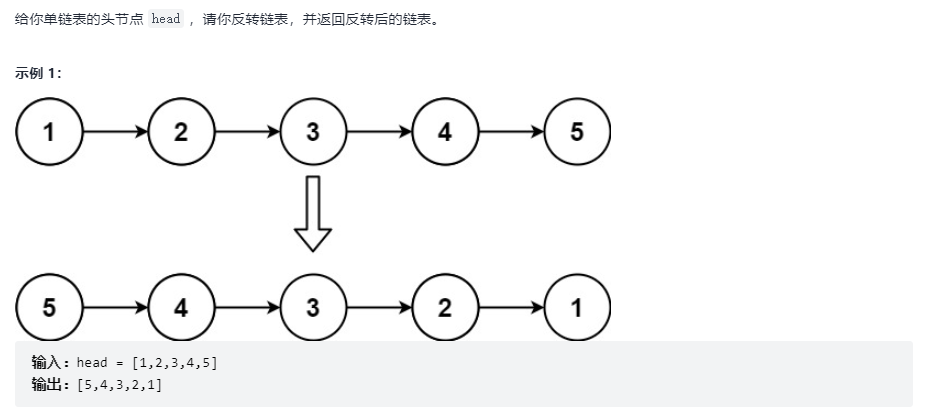 给你单链表的头节点 head ，请你反转链表，并返回反转后的链表。
示例 1：
1 2 3 4 5
5 4 3 2 1
输入：head = [1,2,3,4,5]
输出：[5,4,3,2,1]